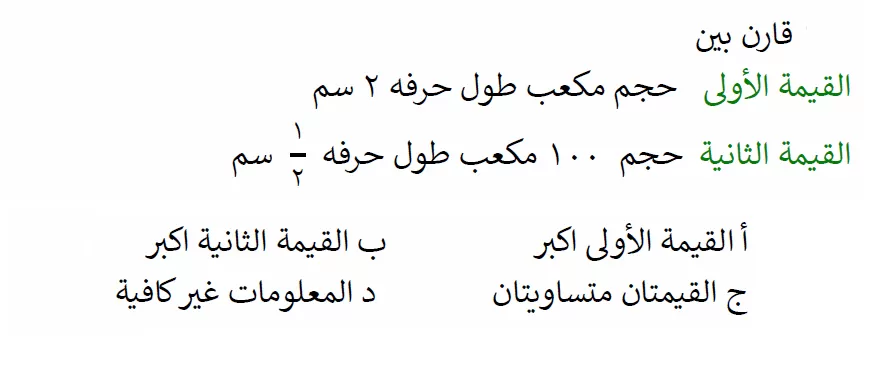 قارن بين
القيمة الأولى حجم مكعب طول حرفه ٢ سم
القيمة الثانية حجم ١٠٠ مكعب طول حرفه ١/٢ سم
أ القيمة الأولى اكبر ب القيمة الثانية اكبر
ج القيمتان متساويتان د المعلومات غير كافية